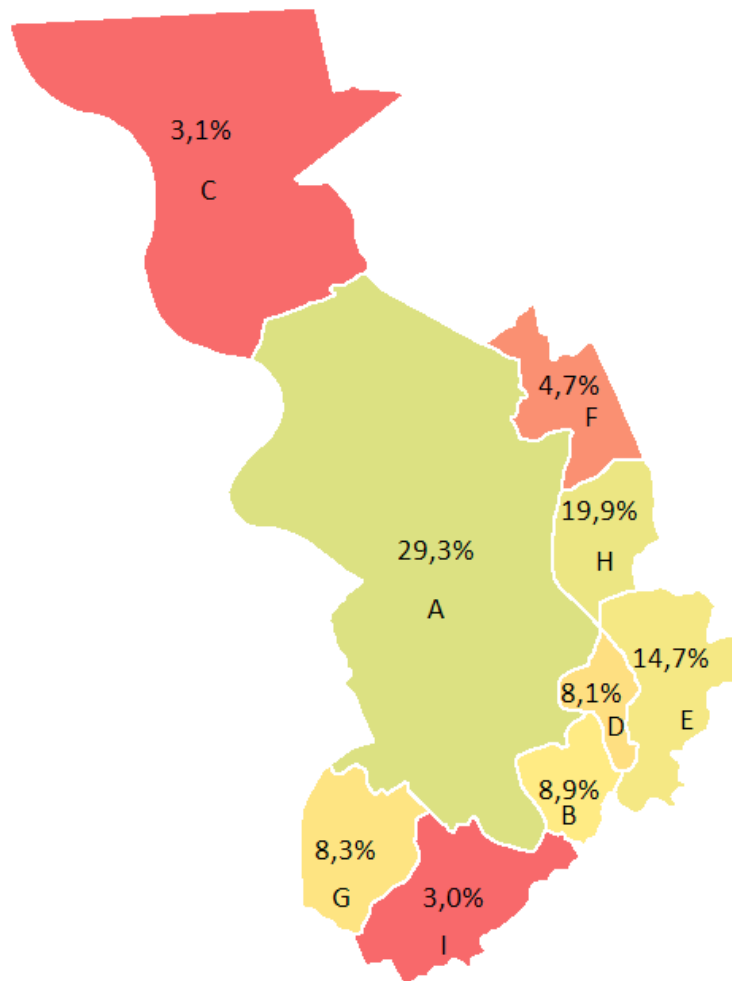 3,1%
C
4,7%
F
19,9%
H
29,3%
A
14,7%
E
8,1%
D
8,9%
B
8,3%
G
3,0%
I